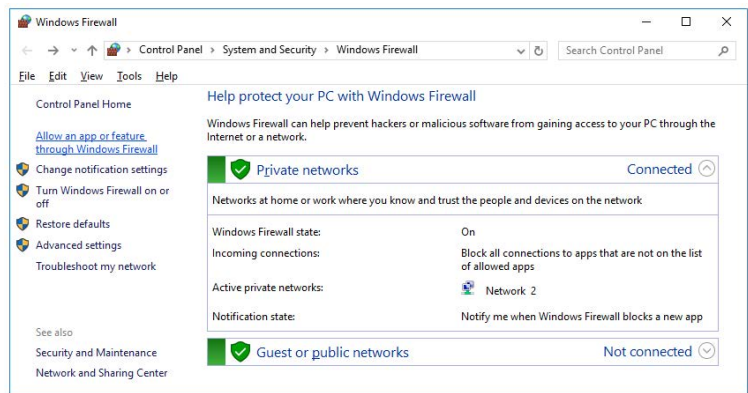 Windows Firewall
Control Panel > System and Security > Windows Firewall
Search Control Panel
File Edit View Tools Help
Control Panel Home
Allow an app or feature
through Windows Firewall
Change notification settings
Turn Windows Firewall on or
off
Restore defaults
Advanced settings
Troubleshoot my network
See also
Security and Maintenance
Network and Sharing Center
Help protect your PC with Windows Firewall
Windows Firewall can help prevent hackers or malicious software from gaining access to your PC through the
Internet or a network.
Private networks Connected
Networks at home or work where you know and trust the people and devices on the network
Windows Firewall state: On
Incoming connections: Block all connections to apps that are not on the list
of allowed apps
Active private networks: Network 2
Notification state: Notify me when Windows Firewall blocks a new app
Guest or public networks Not connected